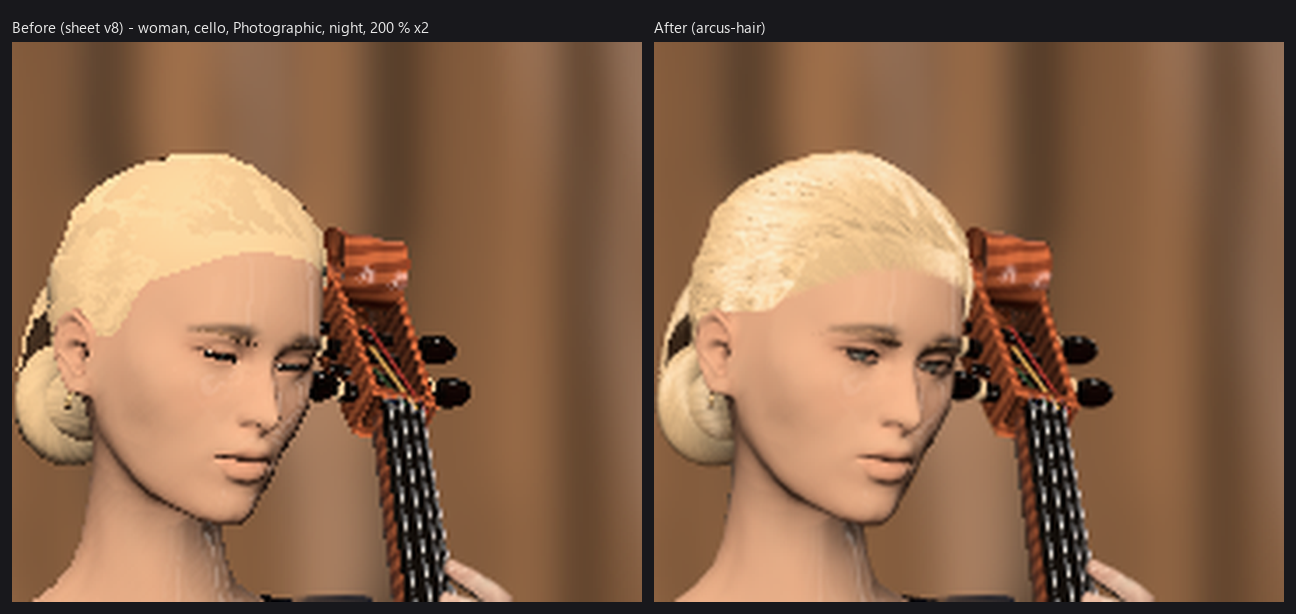 Before (sheet v8) - woman, cello, Photographic, night, 200 % x2
After (arcus-hair)